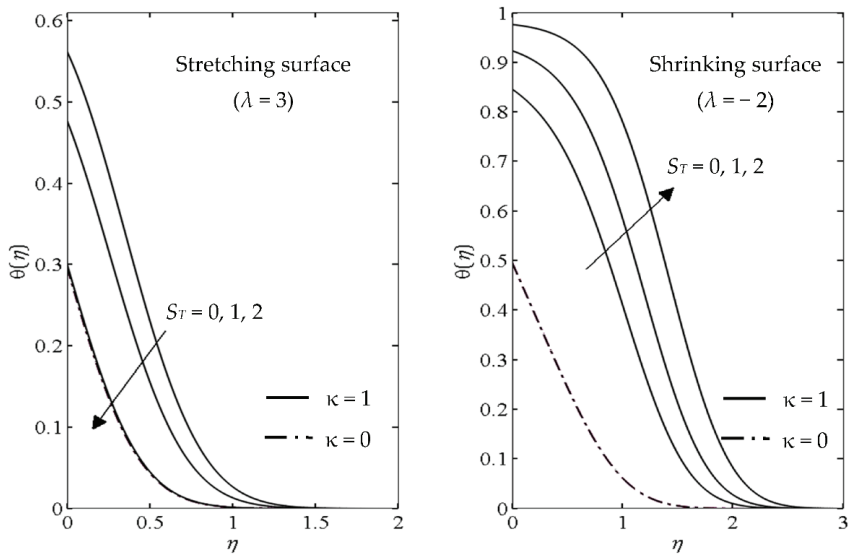 0.6
0.5
0.4
0.3
0.2
0.1
0
0
0.5
1
1.5
2
θ(η)
η
Stretching surface
(λ = 3)
S_T = 0, 1, 2
κ = 1
κ = 0
1
0.9
0.8
0.7
0.6
0.5
0.4
0.3
0.2
0.1
0
0
1
2
3
θ(η)
η
Shrinking surface
(λ = − 2)
S_T = 0, 1, 2
κ = 1
κ = 0